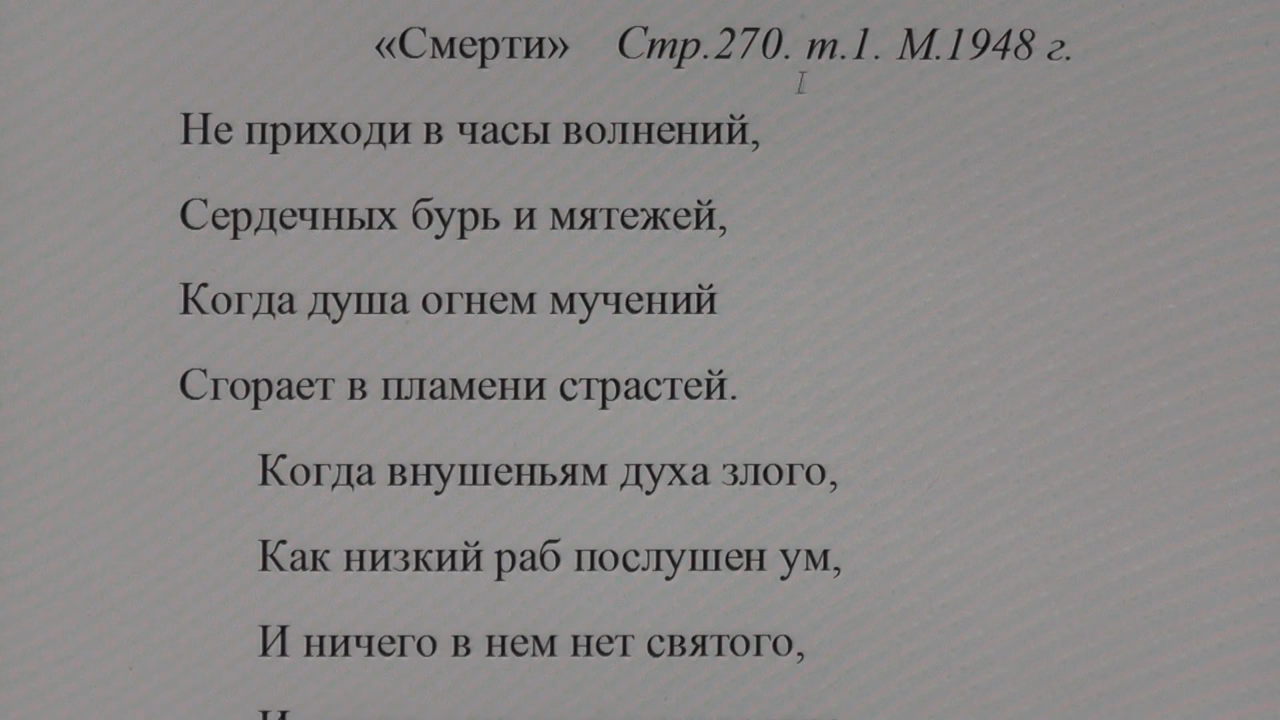 «Смерти» Стр.270. т.1. М.1948 г.
Не приходи в часы волнений,
Сердечных бурь и мятежей,
Когда душа огнем мучений
Сгорает в пламени страстей.
Когда внушеньям духа злого,
Как низкий раб послушен ум,
И ничего в нем нет святого,